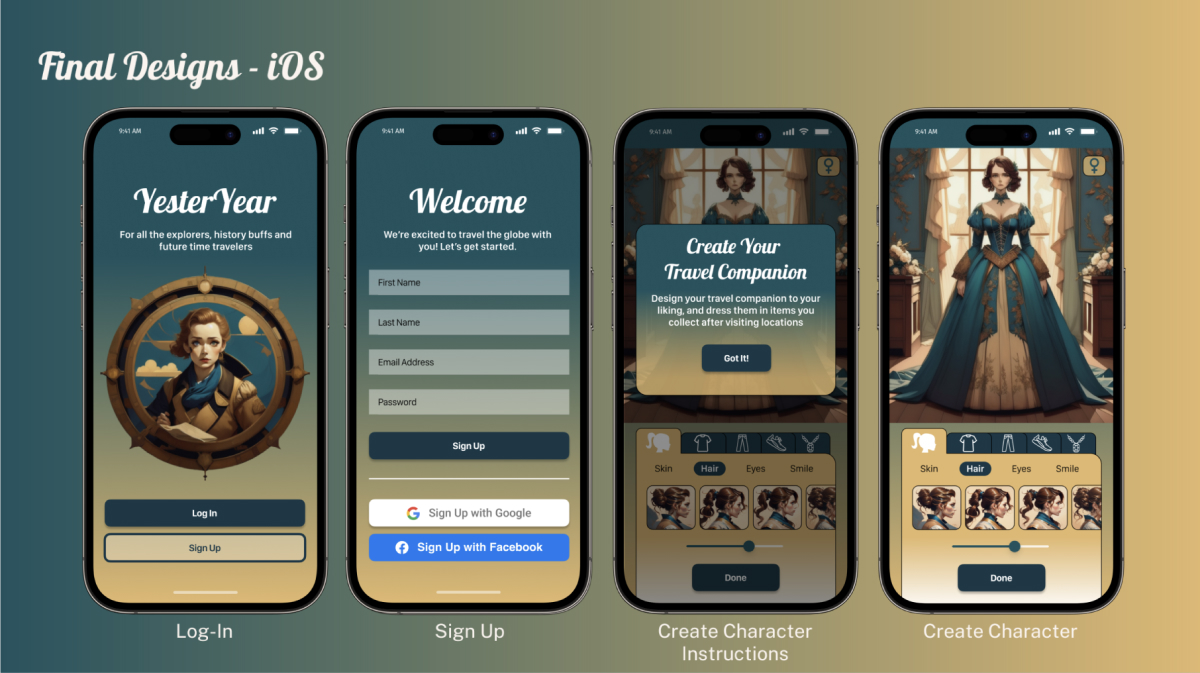 Final Designs - iOS
9:41 AM
YesterYear
For all the explorers, history buffs and
future time travelers
Log In
Sign Up
Log-In
9:41 AM
Welcome
We're excited to travel the globe with
you! Let's get started.
First Name
Last Name
Email Address
Password
Sign Up
Sign Up with Google
Sign Up with Facebook
Sign Up
9:41 AM
Create Your
Travel Companion
Design your travel companion to your
liking, and dress them in items you
collect after visiting locations
Got It!
Skin Hair Eyes Smile
Done
Create Character
Instructions
9:41 AM
Skin Hair Eyes Smile
Done
Create Character